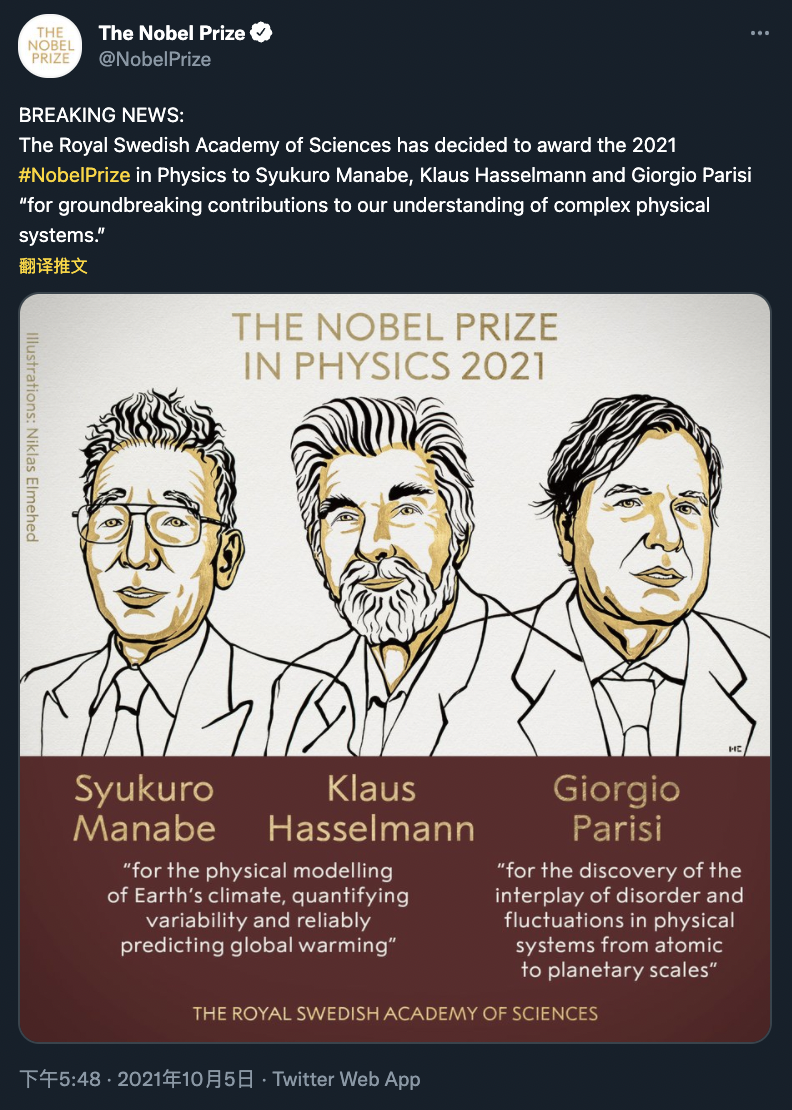 THE
NOBEL
PRIZE
The Nobel Prize
@NobelPrize
BREAKING NEWS:
The Royal Swedish Academy of Sciences has decided to award the 2021
#NobelPrize in Physics to Syukuro Manabe, Klaus Hasselmann and Giorgio Parisi
“for groundbreaking contributions to our understanding of complex physical
systems.”
翻译推文
THE NOBEL PRIZE
IN PHYSICS 2021
Illustrations: Niklas Elmehed
Syukuro
Manabe
Klaus
Hasselmann
Giorgio
Parisi
“for the physical modelling
of Earth’s climate, quantifying
variability and reliably
predicting global warming”
“for the discovery of the
interplay of disorder and
fluctuations in physical
systems from atomic
to planetary scales”
THE ROYAL SWEDISH ACADEMY OF SCIENCES
下午5:48 · 2021年10月5日 · Twitter Web App